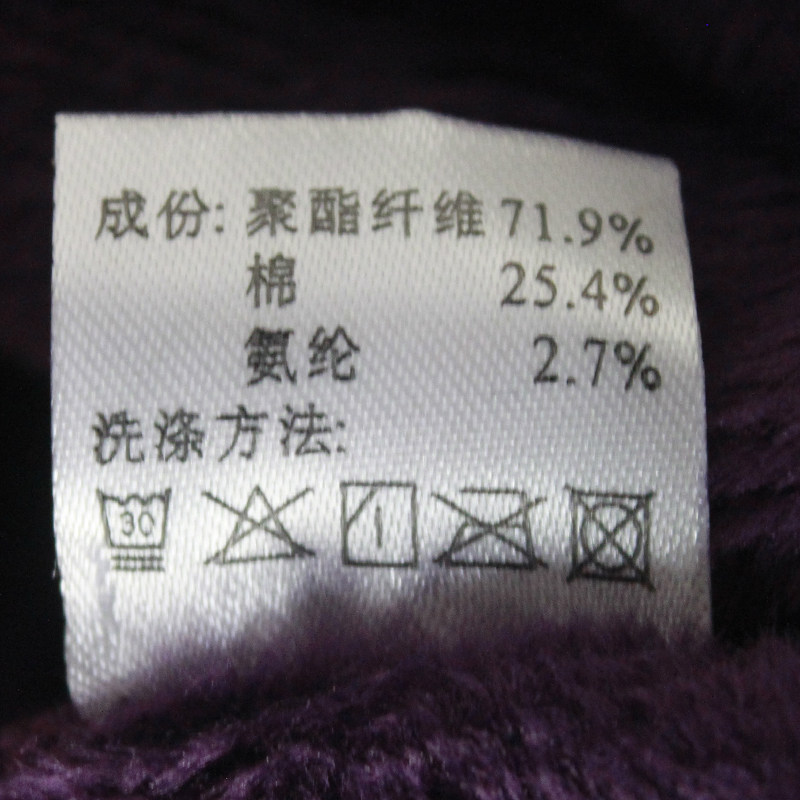 成份: 聚酯纤维 71.9%
棉 25.4%
氨纶 2.7%
洗涤方法:
30